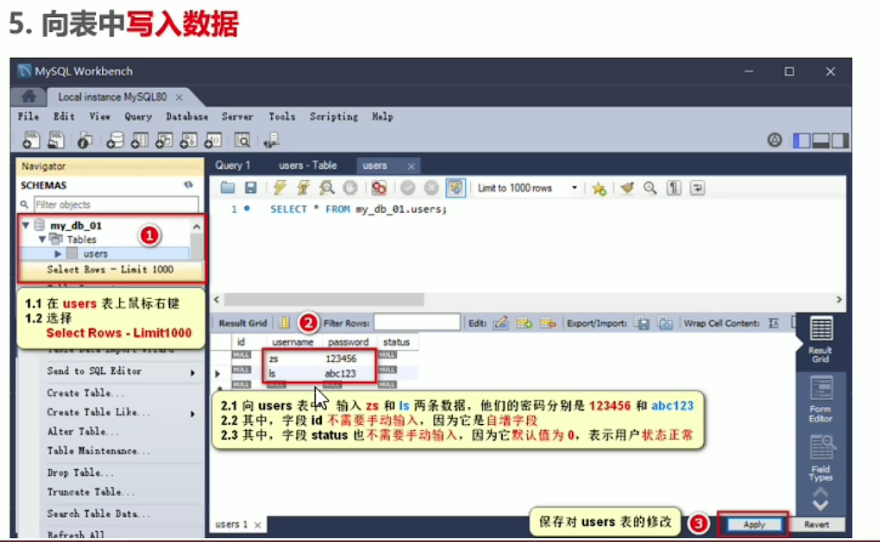 5. 向表中写入数据
MySQL Workbench
Local instance MySQL80
File Edit View Query Database Server Tools Scripting Help
Navigator
Query 1 users - Table users
SCHEMAS
Filter objects
Limit to 1000 rows
my_db_01
Tables
users
1 SELECT * FROM my_db_01.users;
Select Rows - Limit 1000
1
1.1 在 users 表上鼠标右键
1.2 选择
Select Rows - Limit1000
Table Data Import Wizard
Send to SQL Editor
Create Table...
Create Table Like...
Alter Table...
Table Maintenance...
Drop Table...
Truncate Table...
Search Table Data...
Refresh All
Result Grid 2 Filter Rows: Edit: Export/Import: Wrap Cell Content:
id username password status
NULL zs 123456 NULL
NULL ls abc123 NULL
NULL NULL NULL NULL
Result
Grid
Form
Editor
Field
Types
2.1 向 users 表中，输入 zs 和 ls 两条数据，他们的密码分别是 123456 和 abc123
2.2 其中，字段 id 不需要手动输入，因为它是自增字段
2.3 其中，字段 status 也不需要手动输入，因为它默认值为 0，表示用户状态正常
users 1
保存对 users 表的修改 3 Apply Revert